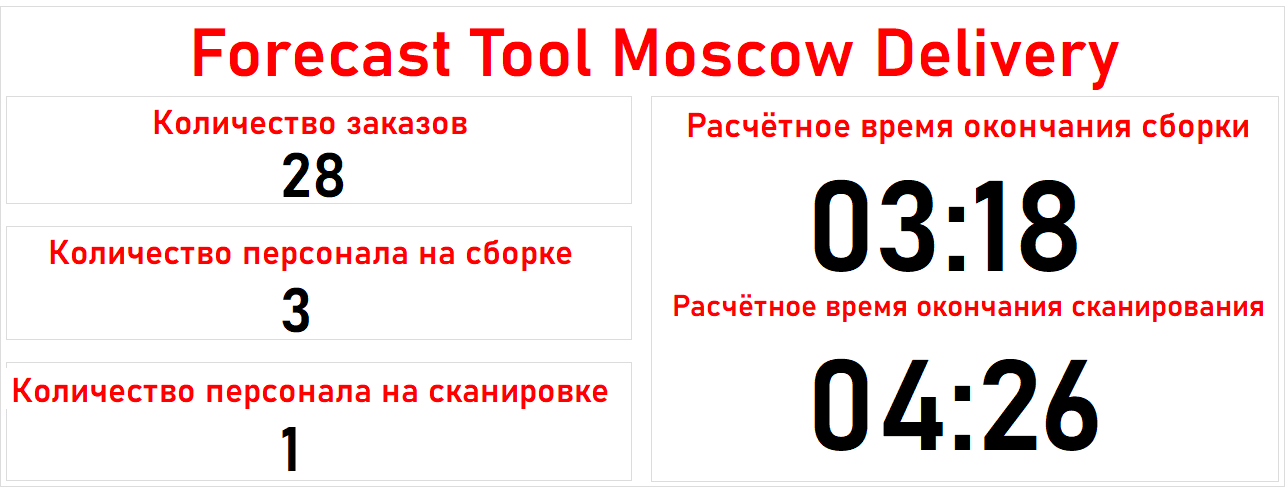 Forecast Tool Moscow Delivery
Количество заказов
28
Количество персонала на сборке
3
Количество персонала на сканировке
1
Расчётное время окончания сборки
03:18
Расчётное время окончания сканирования
04:26